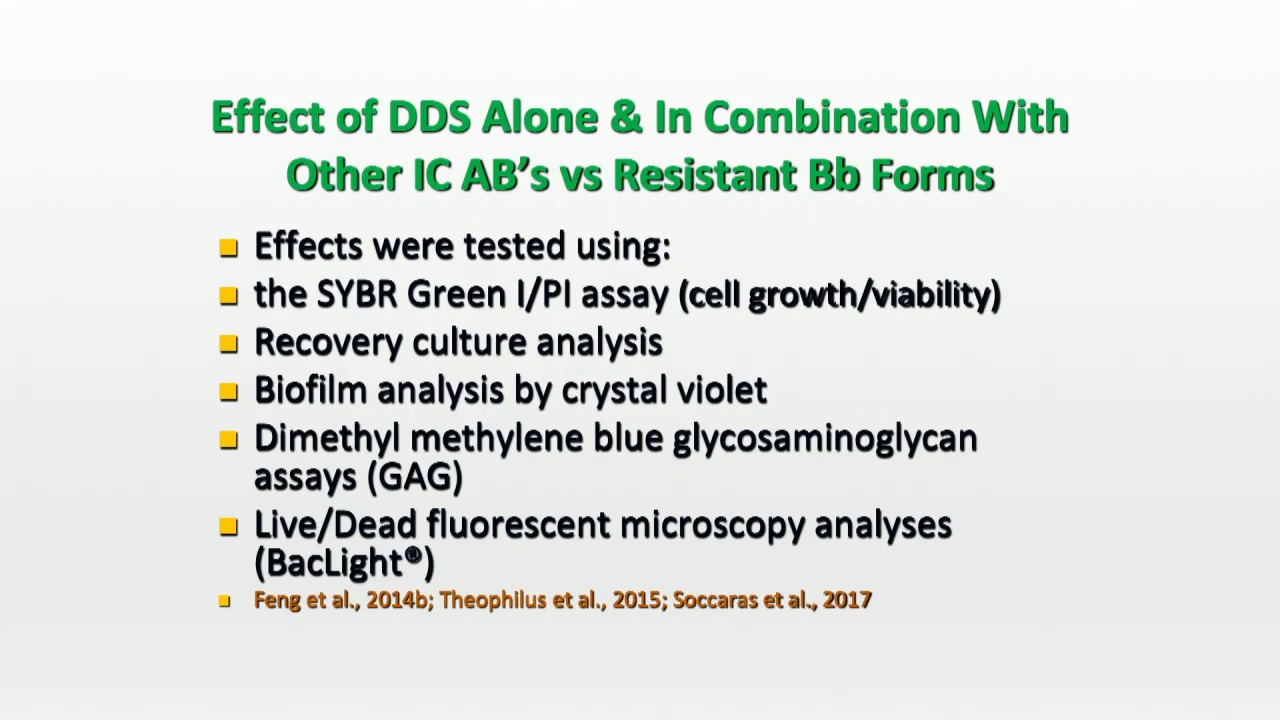 Effect of DDS Alone & In Combination With
Other IC AB’s vs Resistant Bb Forms
Effects were tested using:
the SYBR Green I/PI assay (cell growth/viability)
Recovery culture analysis
Biofilm analysis by crystal violet
Dimethyl methylene blue glycosaminoglycan
assays (GAG)
Live/Dead fluorescent microscopy analyses
(BacLight®)
Feng et al., 2014b; Theophilus et al., 2015; Soccaras et al., 2017